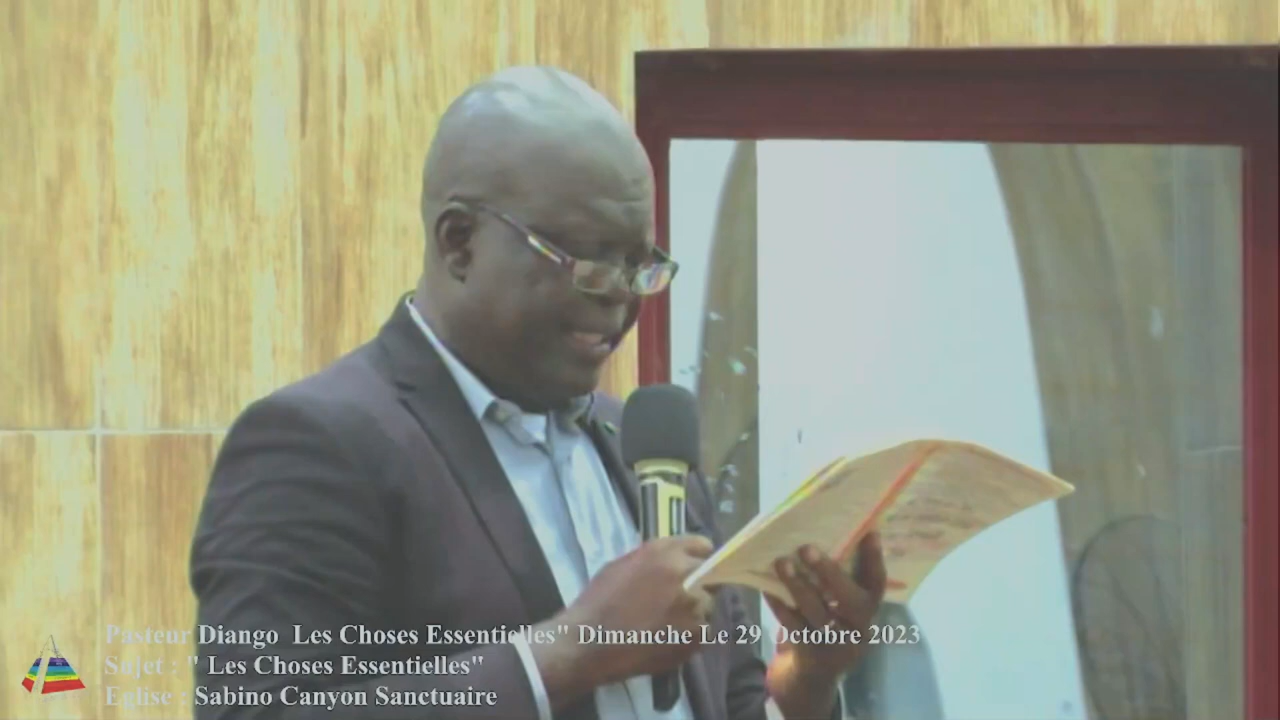 Pasteur Diango Les Choses Essentielles" Dimanche Le 29 Octobre 2023
Sujet : " Les Choses Essentielles"
Eglise : Sabino Canyon Sanctuaire